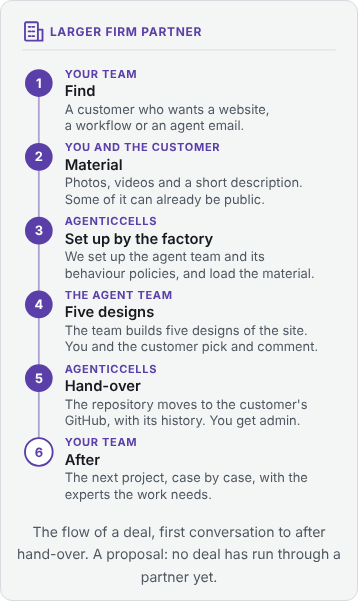 LARGER FIRM PARTNER
1
YOUR TEAM
Find
A customer who wants a website,
a workflow or an agent email.
2
YOU AND THE CUSTOMER
Material
Photos, videos and a short description.
Some of it can already be public.
3
AGENTICCELLS
Set up by the factory
We set up the agent team and its
behaviour policies, and load the material.
4
THE AGENT TEAM
Five designs
The team builds five designs of the site.
You and the customer pick and comment.
5
AGENTICCELLS
Hand-over
The repository moves to the customer's
GitHub, with its history. You get admin.
6
YOUR TEAM
After
The next project, case by case, with the
experts the work needs.
The flow of a deal, first conversation to after
hand-over. A proposal: no deal has run through a
partner yet.